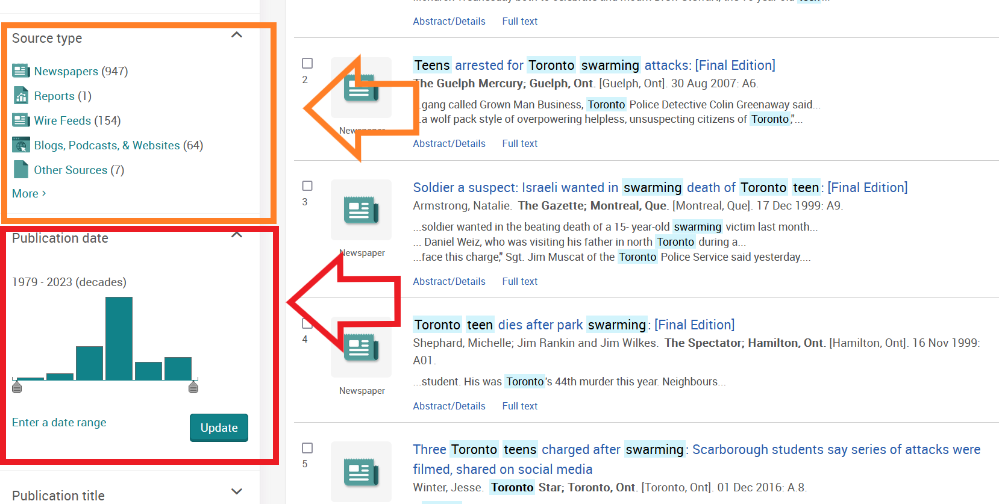 Source type
Newspapers (947)
Reports (1)
Wire Feeds (154)
Blogs, Podcasts, & Websites (64)
Other Sources (7)
More ›
Publication date
1979 - 2023 (decades)
Enter a date range
Update
Publication title
Abstract/Details Full text
2
Newspaper
Teens arrested for Toronto swarming attacks: [Final Edition]
The Guelph Mercury; Guelph, Ont. [Guelph, Ont]. 30 Aug 2007: A6.
...gang called Grown Man Business, Toronto Police Detective Colin Greenaway said...
...a wolf pack style of overpowering helpless, unsuspecting citizens of Toronto,"...
Abstract/Details Full text
3
Newspaper
Soldier a suspect: Israeli wanted in swarming death of Toronto teen: [Final Edition]
Armstrong, Natalie. The Gazette; Montreal, Que. [Montreal, Que]. 17 Dec 1999: A9.
...soldier wanted in the beating death of a 15- year-old swarming victim last month...
... Daniel Weiz, who was visiting his father in north Toronto during a...
...face this charge," Sgt. Jim Muscat of the Toronto Police Service said yesterday....
Abstract/Details Full text
4
Newspaper
Toronto teen dies after park swarming: [Final Edition]
Shephard, Michelle; Jim Rankin and Jim Wilkes. The Spectator; Hamilton, Ont. [Hamilton, Ont]. 16 Nov 1999:
A01.
...student. His was Toronto's 44th murder this year. Neighbours...
Abstract/Details Full text
5
Three Toronto teens charged after swarming: Scarborough students say series of attacks were
filmed, shared on social media
Winter, Jesse. Toronto Star; Toronto, Ont. [Toronto, Ont]. 01 Dec 2016: A.8.